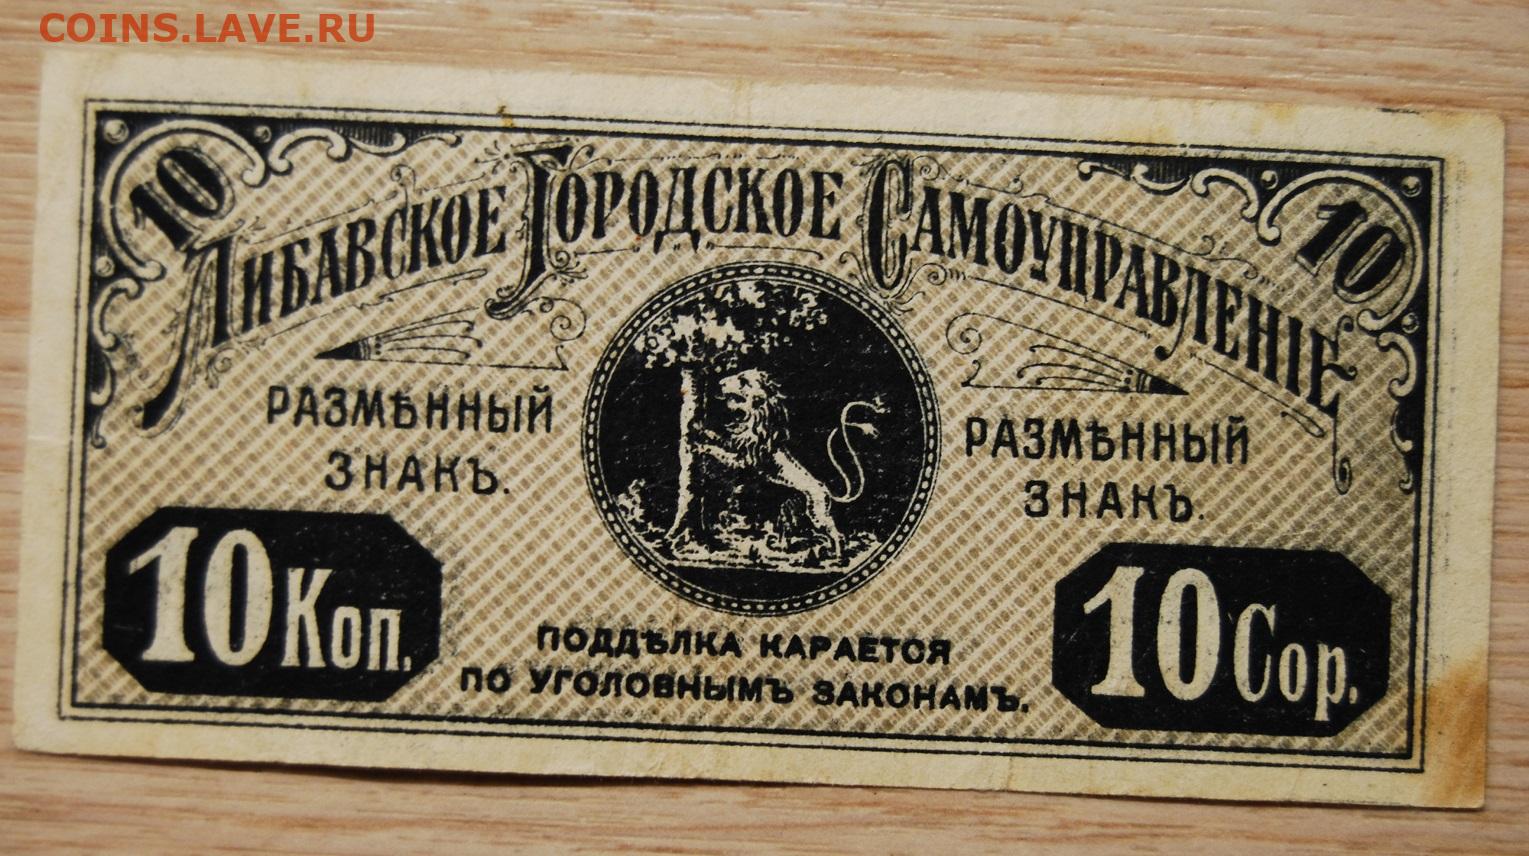 COINS.LAVE.RU
10
10
Либавское Городское Самоуправленіе
РАЗМѢННЫЙ
ЗНАКЪ.
РАЗМѢННЫЙ
ЗНАКЪ.
10 Коп.
ПОДДѢЛКА КАРАЕТСЯ
ПО УГОЛОВНЫМЪ ЗАКОНАМЪ.
10 Cop.